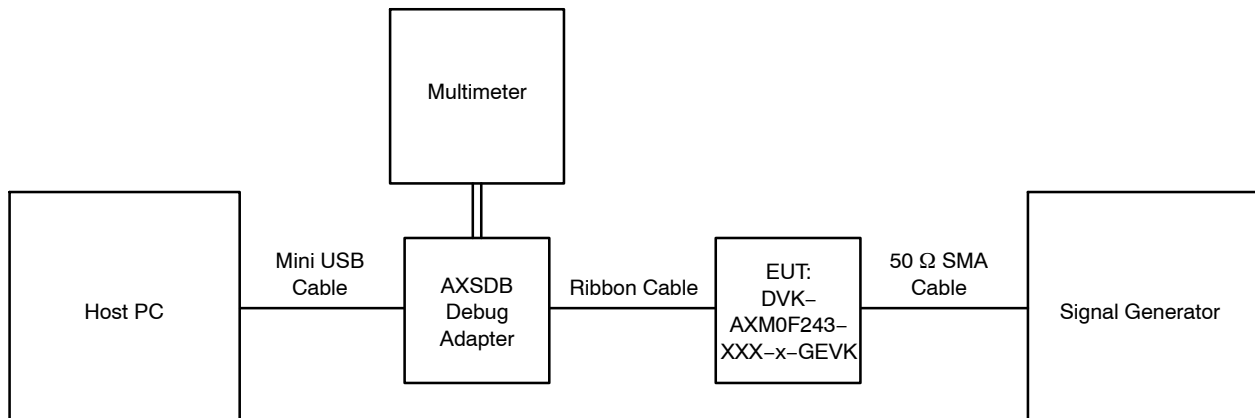 Multimeter
Mini USB
Cable
50 Ω SMA
Cable
Host PC
AXSDB
Debug
Adapter
Ribbon Cable
EUT:
DVK−
AXM0F243−
XXX−x−GEVK
Signal Generator